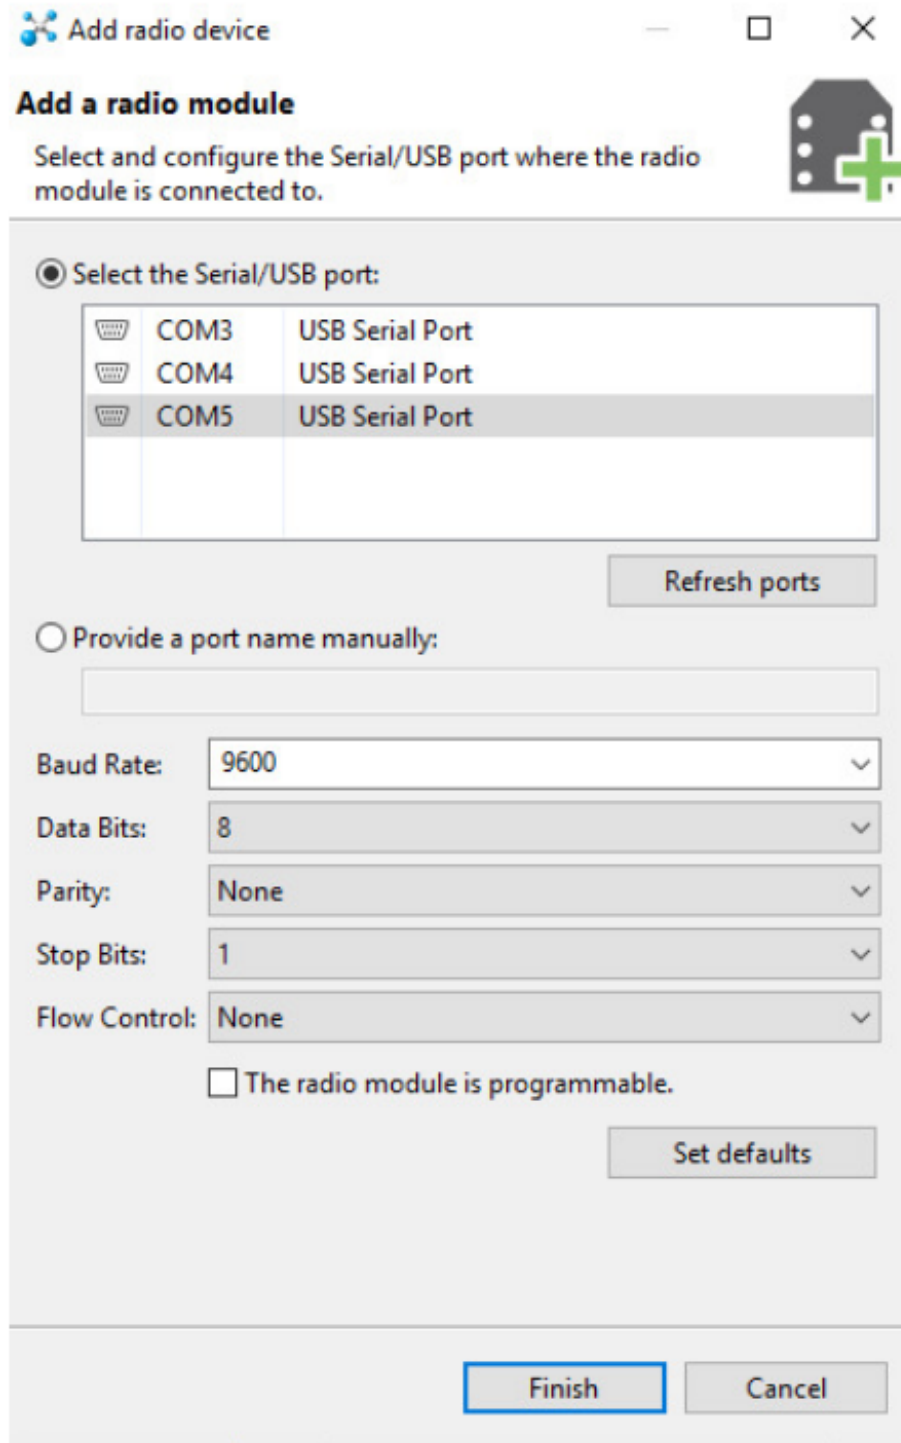 Add radio device
Add a radio module
Select and configure the Serial/USB port where the radio
module is connected to.
Select the Serial/USB port:
COM3 USB Serial Port
COM4 USB Serial Port
COM5 USB Serial Port
Refresh ports
Provide a port name manually:
Baud Rate: 9600
Data Bits: 8
Parity: None
Stop Bits: 1
Flow Control: None
The radio module is programmable.
Set defaults
Finish Cancel